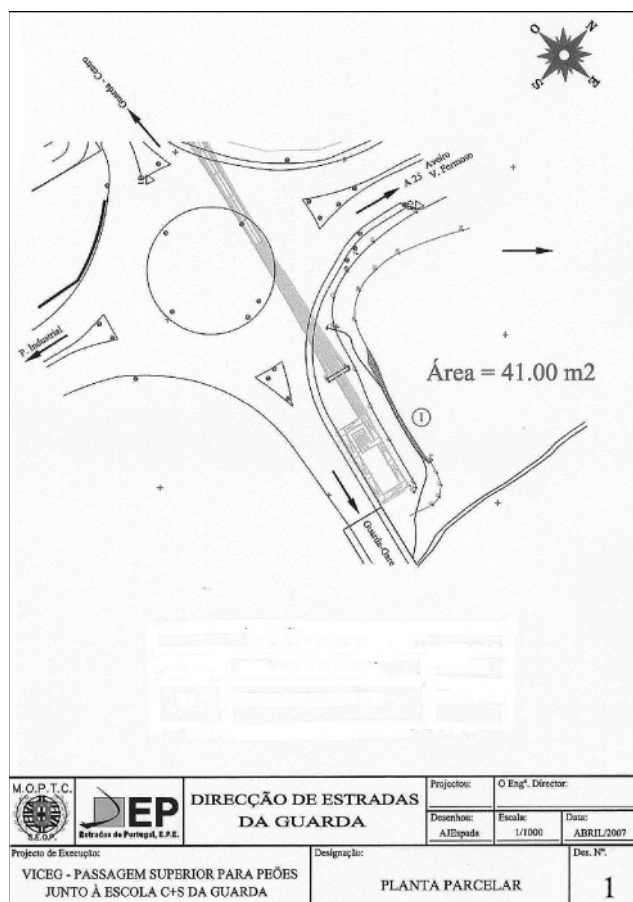 O
N
S
E
Guarda - Centro
A 25
Aveiro
V. Formoso
P. Industrial
Área = 41.00 m2
1
Guarda-Gare
M.O.P.T.C.
S.E.O.P.
EP
Estradas de Portugal, E.P.E.
DIRECÇÃO DE ESTRADAS
DA GUARDA
Projectou:
O Engº. Director:
Desenhou:
AJEspada
Escala:
1/1000
Data:
ABRIL/2007
Projecto de Execução:
VICEG - PASSAGEM SUPERIOR PARA PEÕES
JUNTO À ESCOLA C+S DA GUARDA
Designação:
PLANTA PARCELAR
Des. Nº.
1